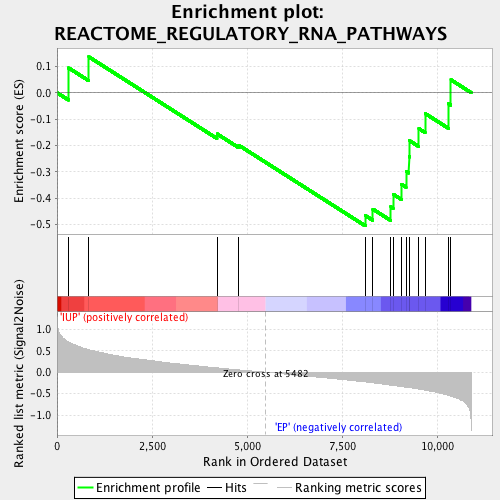 Enrichment plot:
REACTOME_REGULATORY_RNA_PATHWAYS
Enrichment score (ES)
0.1
0.0
-0.1
-0.2
-0.3
-0.4
-0.5
'IUP' (positively correlated)
Ranked list metric (Signal2Noise)
1.0
0.5
0.0
-0.5
-1.0
Zero cross at 5482
'EP' (negatively correlated)
0 2,500 5,000 7,500 10,000
Rank in Ordered Dataset
Enrichment profile Hits Ranking metric scores